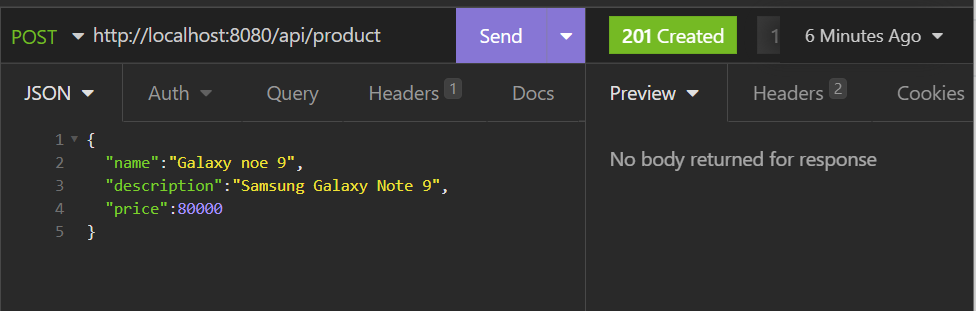 POST http://localhost:8080/api/product Send 201 Created 1 6 Minutes Ago
JSON Auth Query Headers 1 Docs Preview Headers 2 Cookies
1 {
2 "name":"Galaxy noe 9",
3 "description":"Samsung Galaxy Note 9",
4 "price":80000
5 }
No body returned for response